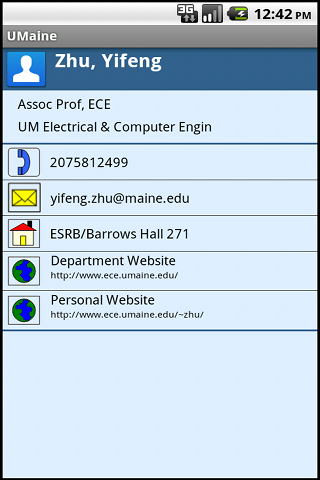 3G
12:42 PM
UMaine
Zhu, Yifeng
Assoc Prof, ECE
UM Electrical & Computer Engin
2075812499
yifeng.zhu@maine.edu
ESRB/Barrows Hall 271
Department Website
http://www.ece.umaine.edu/
Personal Website
http://www.ece.umaine.edu/~zhu/